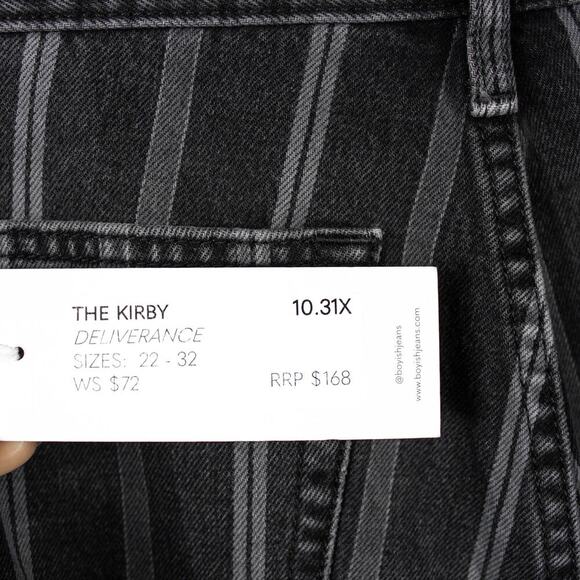 THE KIRBY 10.31X
DELIVERANCE
SIZES: 22 - 32
WS $72 RRP $168
@boyishjeans
www.boyishjeans.com